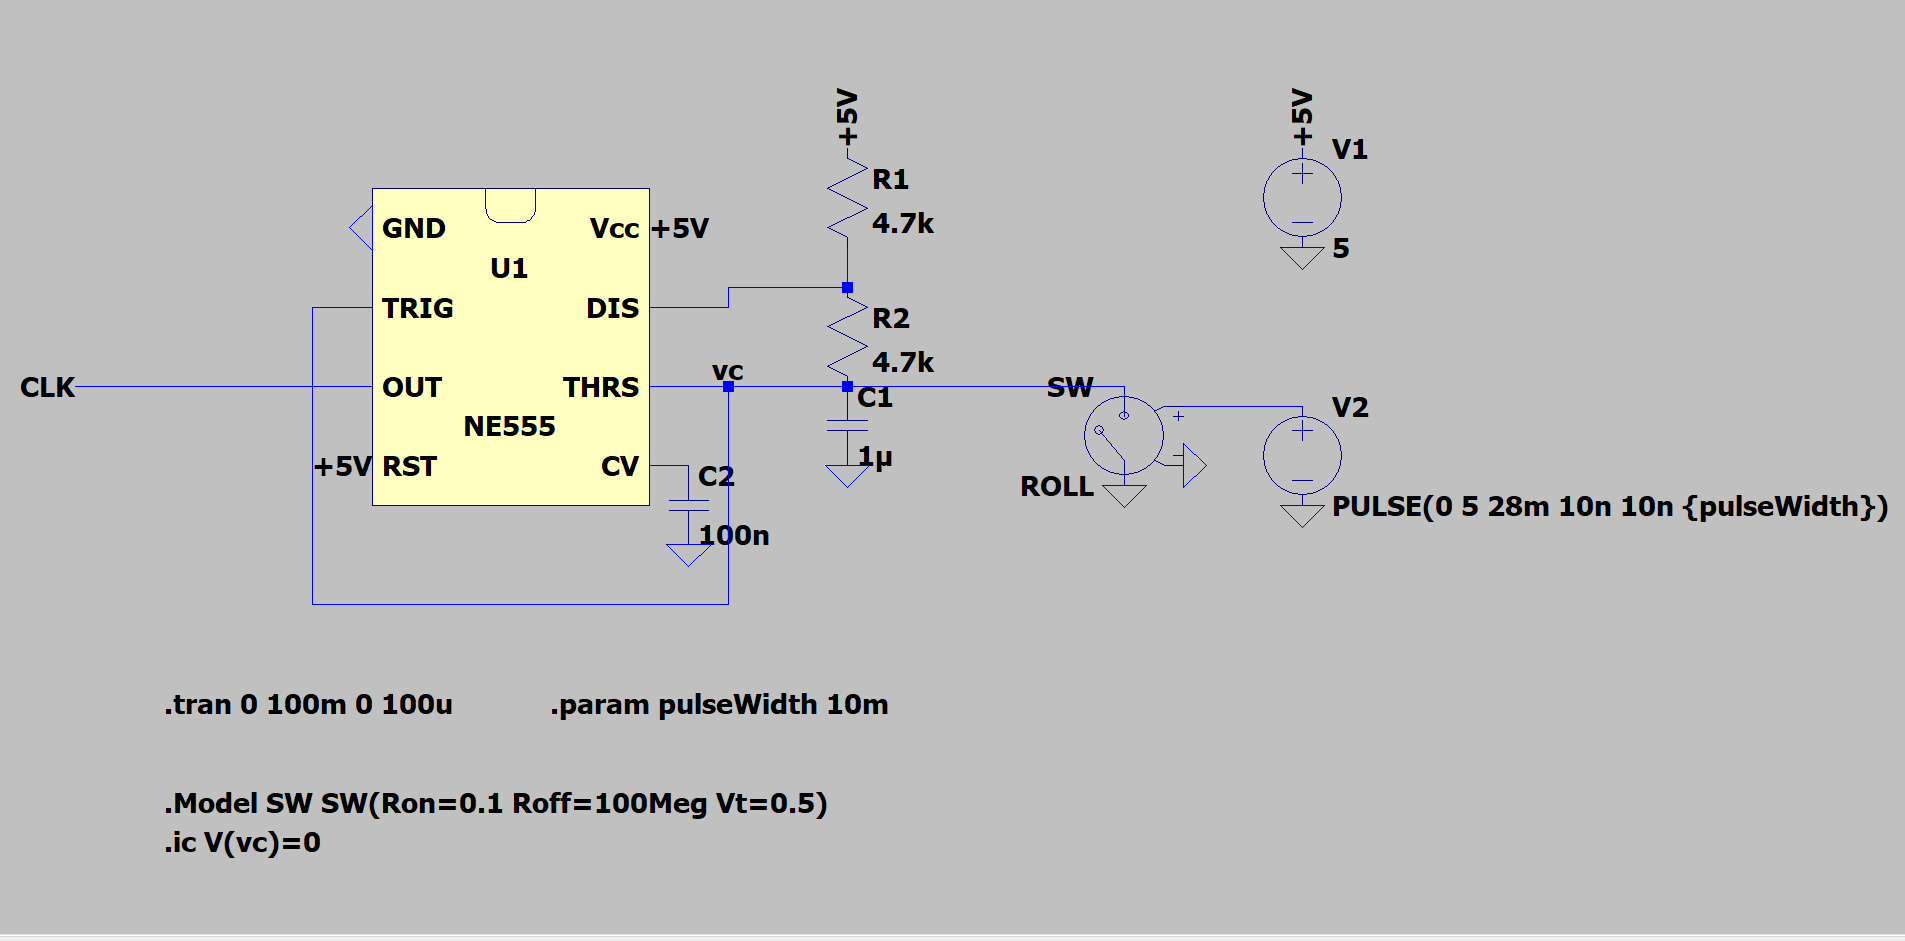 +5V
R1
4.7k
+5V
V1
5
GND
Vcc
+5V
U1
TRIG
DIS
R2
4.7k
CLK
OUT
THRS
vc
C1
1µ
NE555
+5V
RST
CV
C2
100n
SW
ROLL
V2
PULSE(0 5 28m 10n 10n {pulseWidth})
.tran 0 100m 0 100u
.param pulseWidth 10m
.Model SW SW(Ron=0.1 Roff=100Meg Vt=0.5)
.ic V(vc)=0